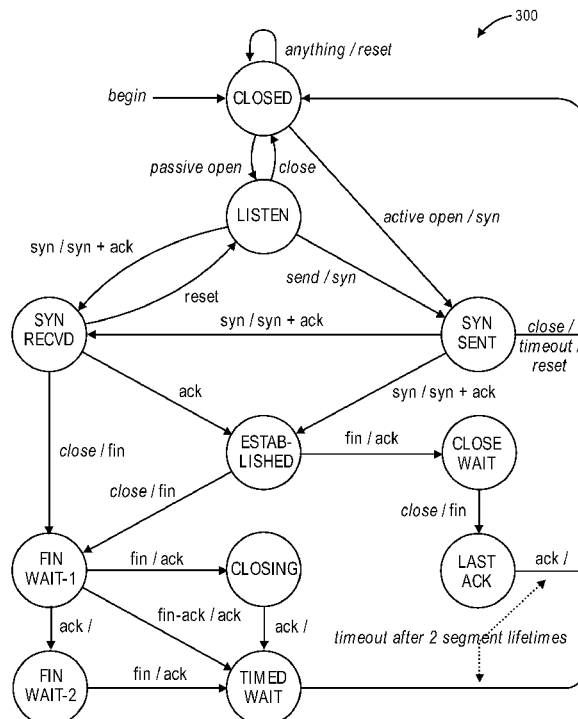 300
anything / reset
begin
CLOSED
passive open
close
LISTEN
active open / syn
syn / syn + ack
send / syn
reset
SYN
RECVD
syn / syn + ack
SYN
SENT
close /
timeout /
reset
ack
syn / syn + ack
ESTAB-
LISHED
fin / ack
CLOSE
WAIT
close / fin
close / fin
close / fin
FIN
WAIT-1
fin / ack
CLOSING
LAST
ACK
ack /
fin-ack / ack
ack /
ack /
timeout after 2 segment lifetimes
FIN
WAIT-2
fin / ack
TIMED
WAIT